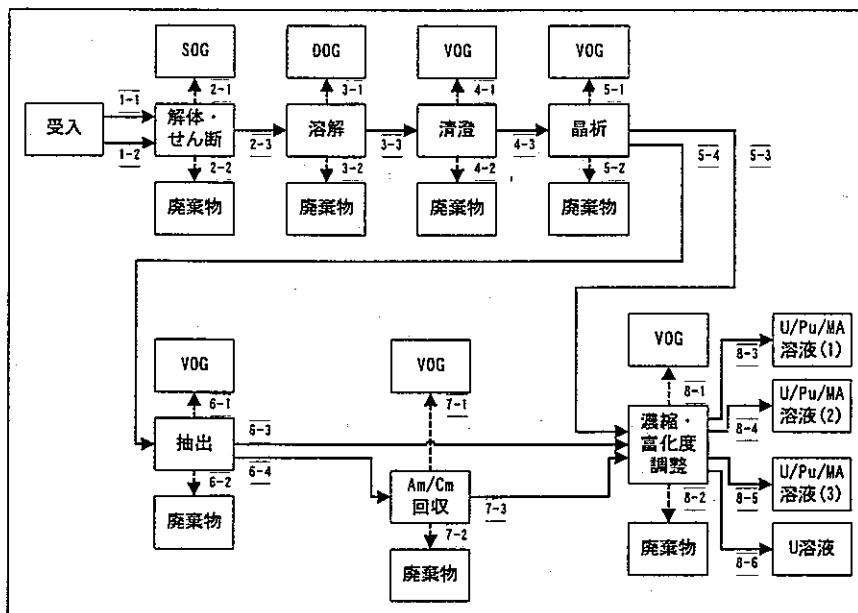 SOG
DOG
VOG
VOG
2-1
3-1
4-1
5-1
1-1
受入
解体・
せん断
溶解
清澄
晶析
1-2
2-3
3-3
4-3
5-4
5-3
2-2
3-2
4-2
5-2
廃棄物
廃棄物
廃棄物
廃棄物
VOG
VOG
VOG
U/Pu/MA
溶液(1)
6-1
7-1
8-1
8-3
U/Pu/MA
溶液(2)
抽出
6-3
6-4
濃縮・
富化度
調整
8-4
6-2
廃棄物
Am/Cm
回収
7-3
7-2
廃棄物
8-2
廃棄物
8-5
U/Pu/MA
溶液(3)
8-6
U溶液